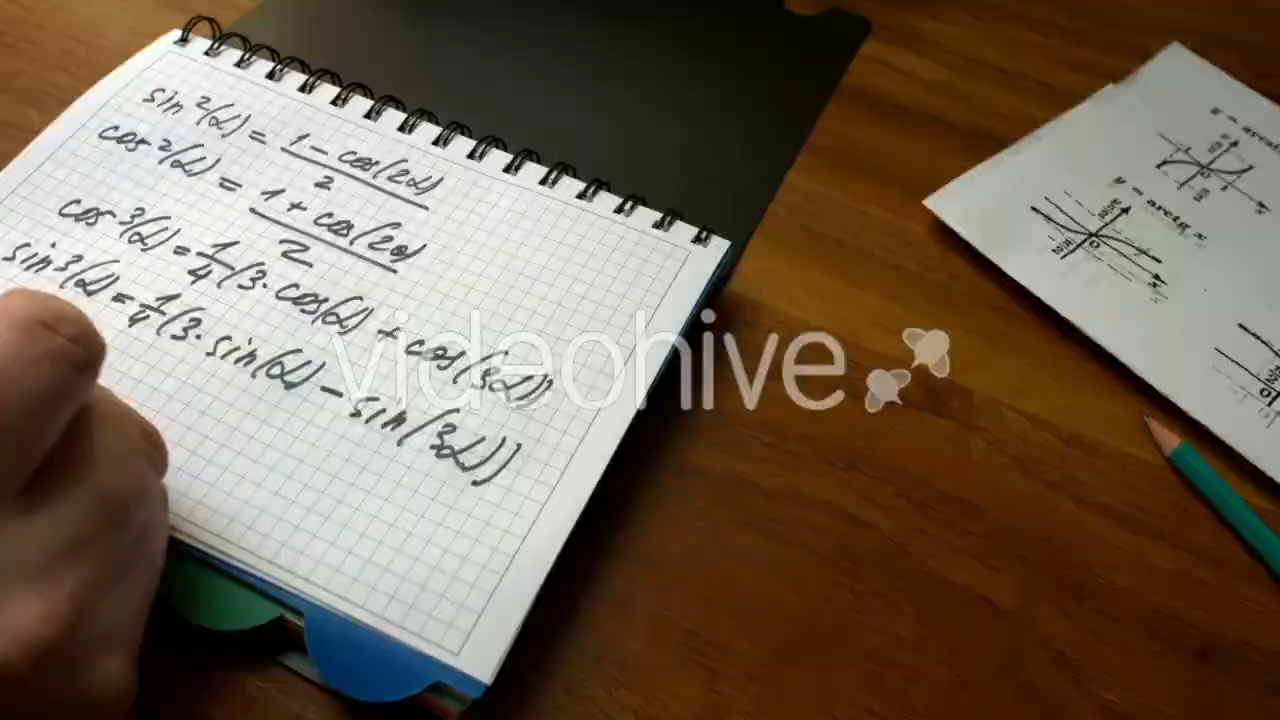 sin²(α) = (1 - cos(2α))/2
cos²(α) = (1 + cos(2α))/2
cos³(α) = 1/4 (3·cos(α) + cos(3α))
sin³(α) = 1/4 (3·sin(α) - sin(3α))
videohive
y = arcctg x